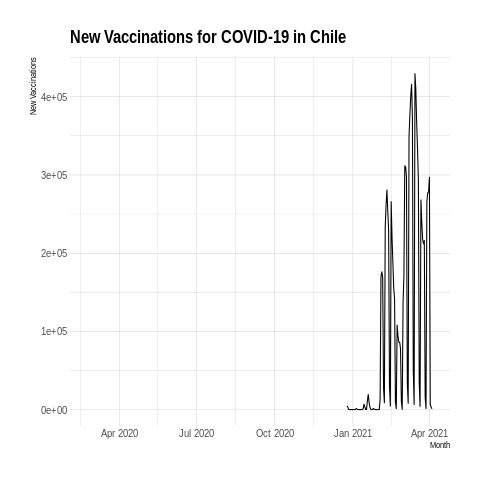 New Vaccinations for COVID-19 in Chile
New Vaccinations
4e+05
3e+05
2e+05
1e+05
0e+00
Apr 2020 Jul 2020 Oct 2020 Jan 2021 Apr 2021
Month